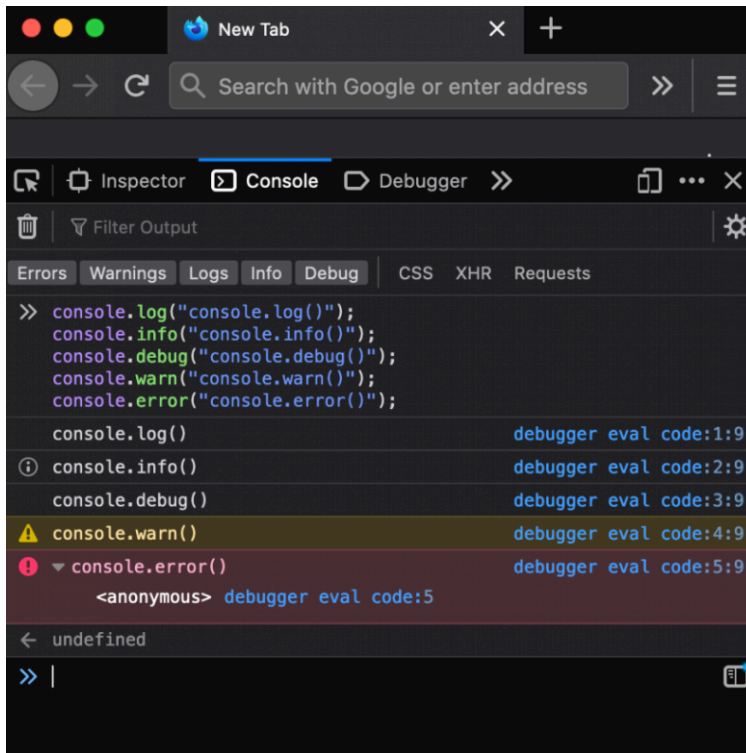 New Tab
Search with Google or enter address
Inspector Console Debugger
Filter Output
Errors Warnings Logs Info Debug CSS XHR Requests
console.log("console.log()");
console.info("console.info()");
console.debug("console.debug()");
console.warn("console.warn()");
console.error("console.error()");
console.log() debugger eval code:1:9
console.info() debugger eval code:2:9
console.debug() debugger eval code:3:9
console.warn() debugger eval code:4:9
console.error() debugger eval code:5:9
<anonymous> debugger eval code:5
undefined